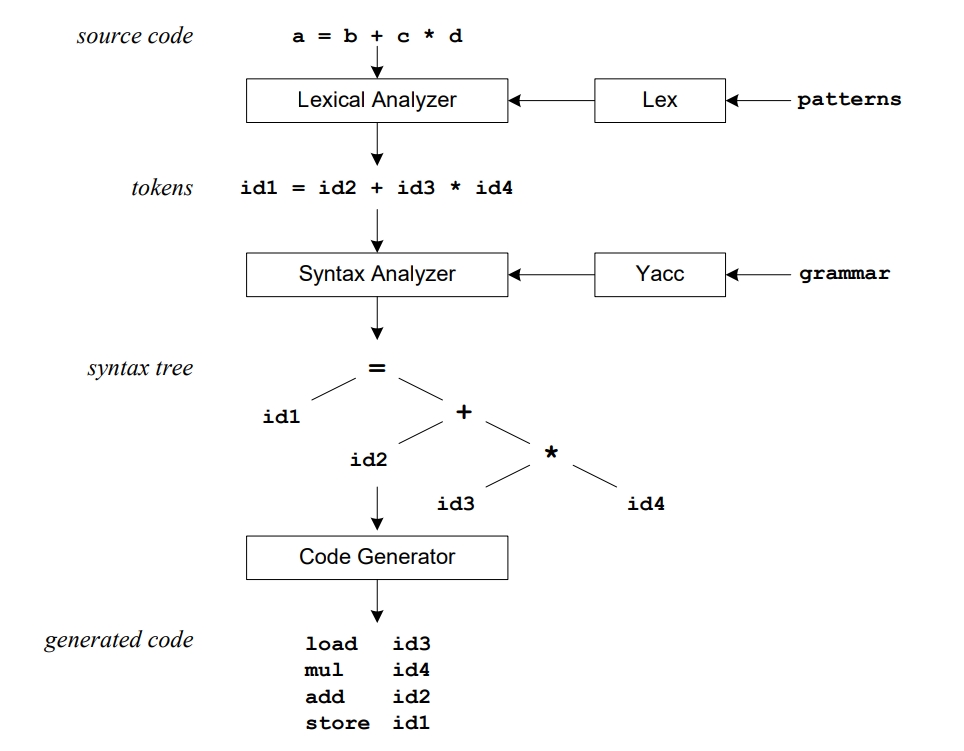 source code a = b + c * d
Lexical Analyzer Lex patterns
tokens id1 = id2 + id3 * id4
Syntax Analyzer Yacc grammar
syntax tree =
id1 +
id2 *
id3 id4
Code Generator
generated code load id3
mul id4
add id2
store id1